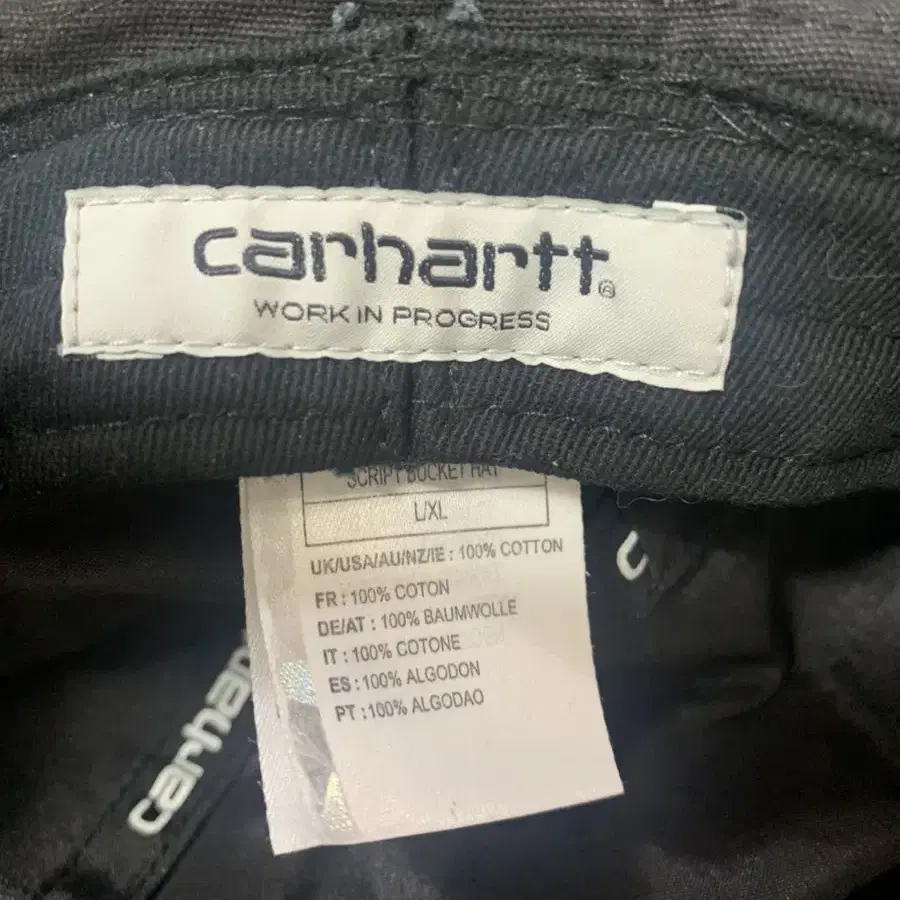 carhartt®
WORK IN PROGRESS
SCRIPT BUCKET HAT
L/XL
UK/USA/AU/NZ/IE : 100% COTTON
FR : 100% COTON
DE/AT : 100% BAUMWOLLE
IT : 100% COTONE
ES : 100% ALGODON
PT : 100% ALGODAO
carhar
c